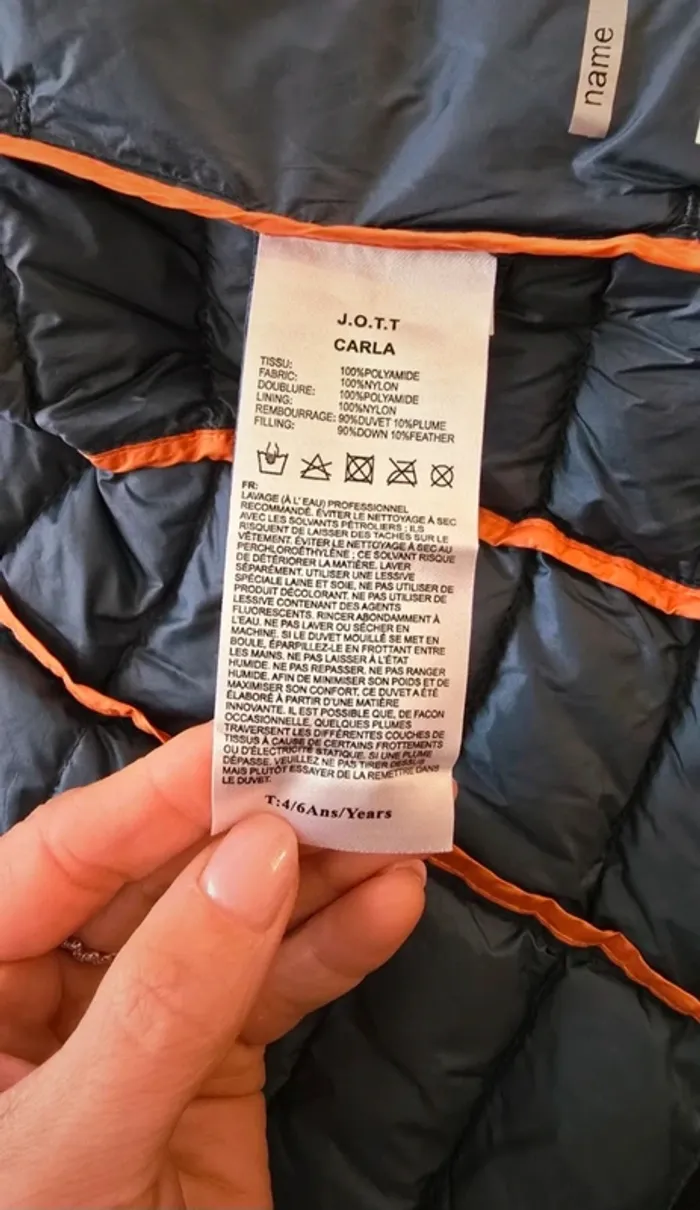 name
J.O.T.T
CARLA
TISSU: 100%POLYAMIDE
FABRIC: 100%NYLON
DOUBLURE: 100%POLYAMIDE
LINING: 100%NYLON
REMBOURRAGE: 90%DUVET 10%PLUME
FILLING: 90%DOWN 10%FEATHER
FR:
LAVAGE (À L'EAU) PROFESSIONNEL
RECOMMANDÉ. ÉVITER LE NETTOYAGE À SEC
AVEC LES SOLVANTS PÉTROLIERS ; ILS
RISQUENT DE LAISSER DES TACHES SUR LE
VÊTEMENT. ÉVITER LE NETTOYAGE À SEC AU
PERCHLOROÉTHYLÈNE ; CE SOLVANT RISQUE
DE DÉTÉRIORER LA MATIÈRE. LAVER
SÉPARÉMENT. UTILISER UNE LESSIVE
SPÉCIALE LAINE ET SOIE, NE PAS UTILISER DE
PRODUIT DÉCOLORANT. NE PAS UTILISER DE
LESSIVE CONTENANT DES AGENTS
FLUORESCENTS. RINCER ABONDAMMENT À
L'EAU. NE PAS LAVER OU SÉCHER EN
MACHINE. SI LE DUVET MOUILLÉ SE MET EN
BOULE, ÉPARPILLEZ-LE EN FROTTANT ENTRE
LES MAINS. NE PAS LAISSER À L'ÉTAT
HUMIDE. NE PAS REPASSER. NE PAS RANGER
HUMIDE. AFIN DE MINIMISER SON POIDS ET DE
MAXIMISER SON CONFORT, CE DUVET A ÉTÉ
ÉLABORÉ À PARTIR D'UNE MATIÈRE
INNOVANTE. IL EST POSSIBLE QUE, DE FACON
OCCASIONNELLE, QUELQUES PLUMES
TRAVERSENT LES DIFFÉRENTES COUCHES DE
TISSUS À CAUSE DE CERTAINS FROTTEMENTS
OU D'ÉLECTRICITÉ STATIQUE. SI UNE PLUME
DÉPASSE, VEUILLEZ NE PAS TIRER DESSUS
MAIS PLUTÔT ESSAYER DE LA REMETTRE DANS
LE DUVET.
T:4/6Ans/Years